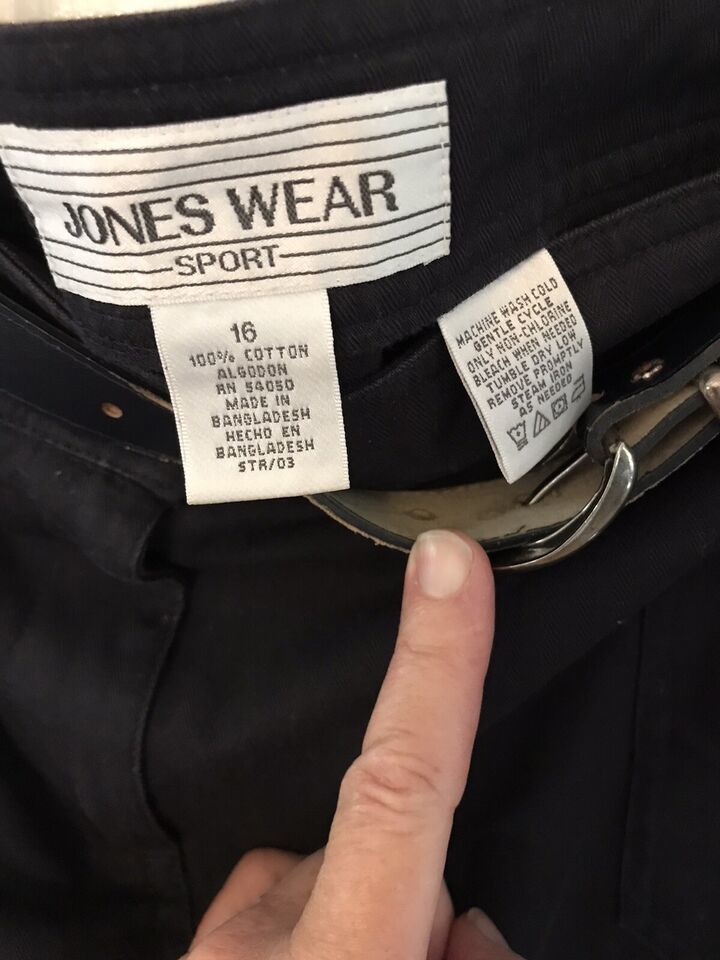 JONES WEAR
SPORT
16
100% COTTON
ALGODON
RN 54050
MADE IN
BANGLADESH
HECHO EN
BANGLADESH
STR/03
MACHINE WASH COLD
GENTLE CYCLE
ONLY NON-CHLORINE
BLEACH WHEN NEEDED
TUMBLE DRY LOW
REMOVE PROMPTLY
STEAM IRON
AS NEEDED